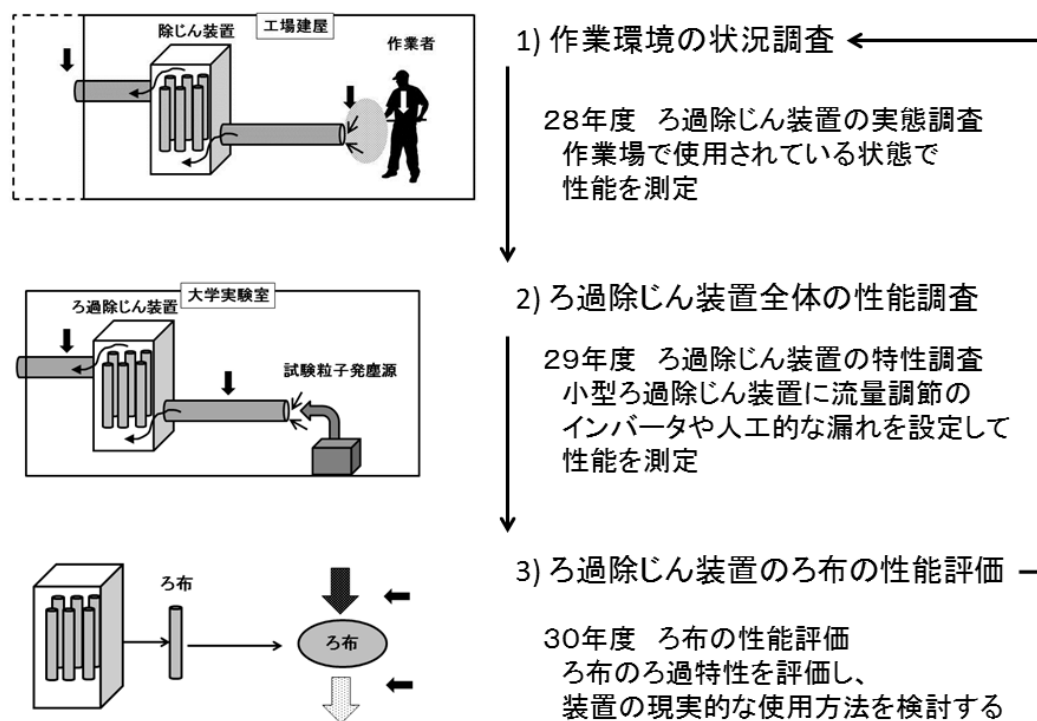 工場建屋
除じん装置
作業者
1) 作業環境の状況調査
28年度 ろ過除じん装置の実態調査
作業場で使用されている状態で
性能を測定
大学実験室
ろ過除じん装置
試験粒子発塵源
2) ろ過除じん装置全体の性能調査
29年度 ろ過除じん装置の特性調査
小型ろ過除じん装置に流量調節の
インバータや人工的な漏れを設定して
性能を測定
ろ布
ろ布
3) ろ過除じん装置のろ布の性能評価
30年度 ろ布の性能評価
ろ布のろ過特性を評価し、
装置の現実的な使用方法を検討する